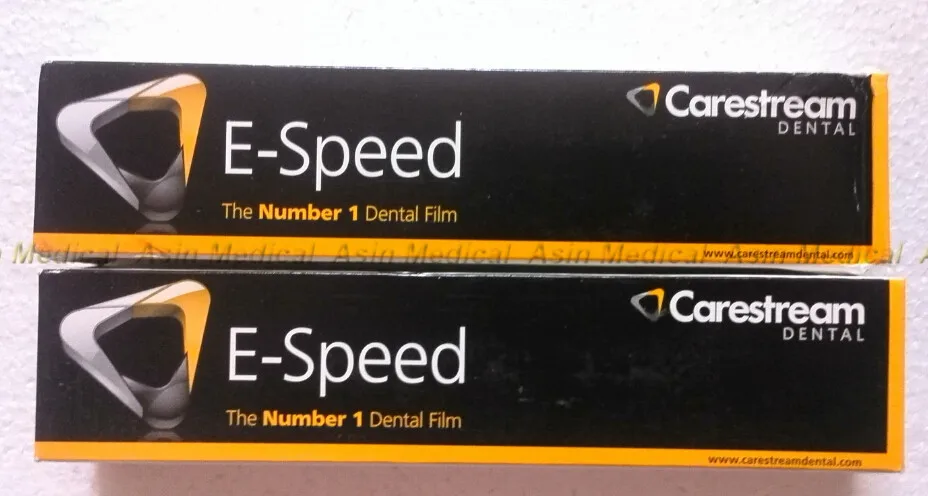 Carestream
DENTAL
E-Speed
The Number 1 Dental Film
www.carestreamdental.com
Medical Asin Medical Asin Medical Asin Medical Asin Medical
Carestream
DENTAL
E-Speed
The Number 1 Dental Film
www.carestreamdental.com